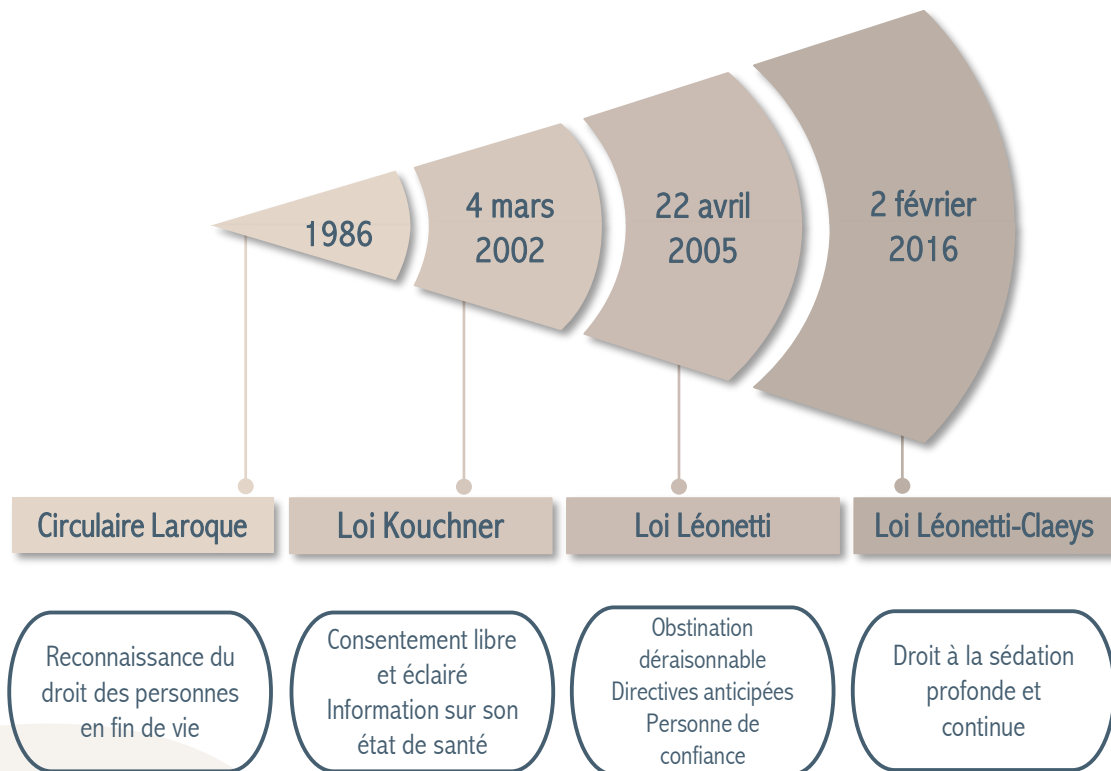 1986
4 mars
2002
22 avril
2005
2 février
2016
Circulaire Laroque
Loi Kouchner
Loi Léonetti
Loi Léonetti-Claeys
Reconnaissance du
droit des personnes
en fin de vie
Consentement libre
et éclairé
Information sur son
état de santé
Obstination
déraisonnable
Directives anticipées
Personne de
confiance
Droit à la sédation
profonde et
continue